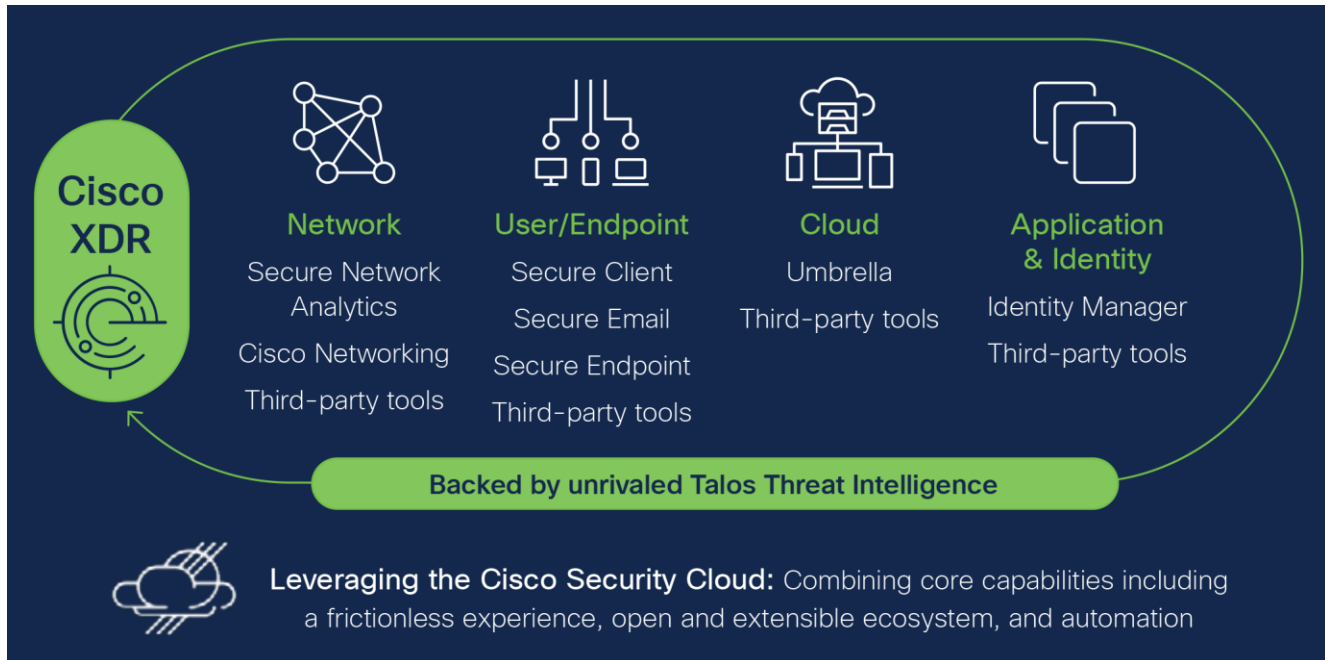 Cisco
XDR
Network
Secure Network
Analytics
Cisco Networking
Third-party tools
User/Endpoint
Secure Client
Secure Email
Secure Endpoint
Third-party tools
Cloud
Umbrella
Third-party tools
Application
& Identity
Identity Manager
Third-party tools
Backed by unrivaled Talos Threat Intelligence
Leveraging the Cisco Security Cloud: Combining core capabilities including
a frictionless experience, open and extensible ecosystem, and automation